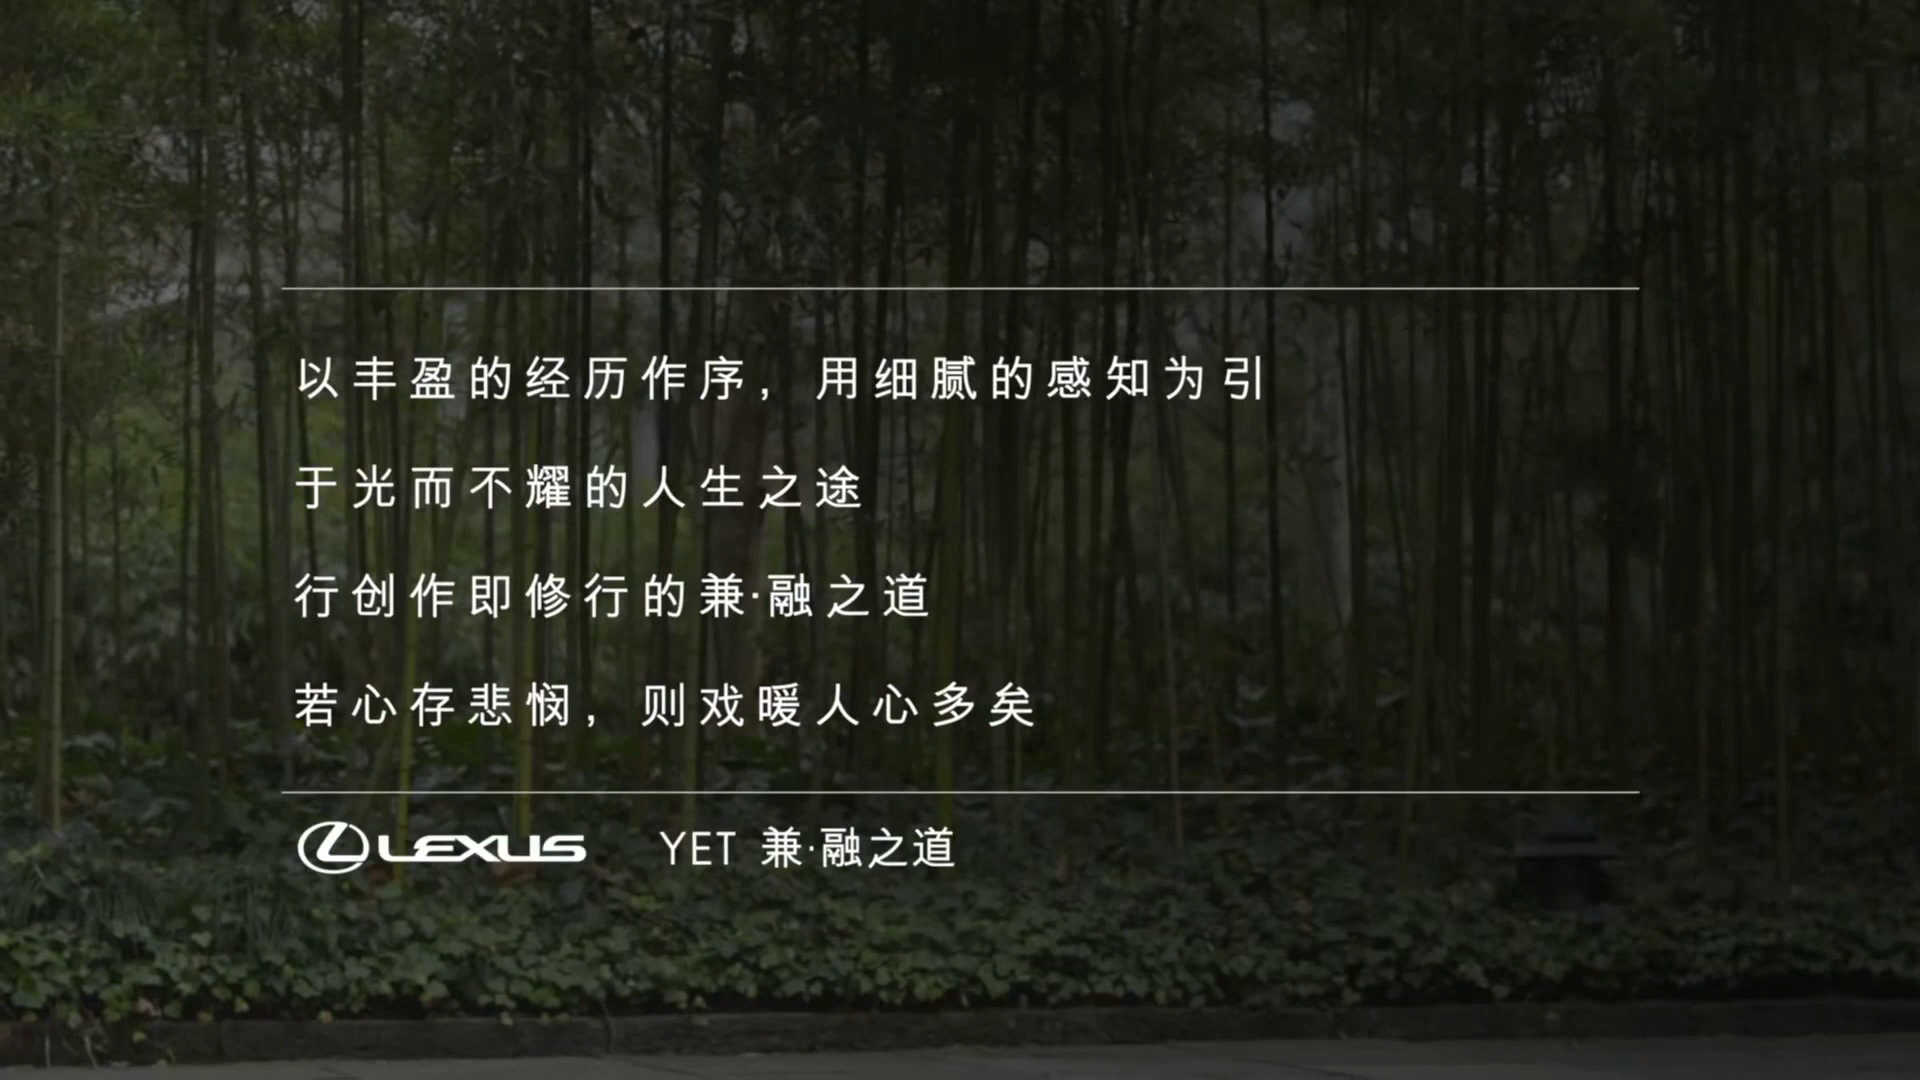 以丰盈的经历作序，用细腻的感知为引
于光而不耀的人生之途
行创作即修行的兼·融之道
若心存悲悯，则戏暖人心多矣
LEXUS YET 兼·融之道